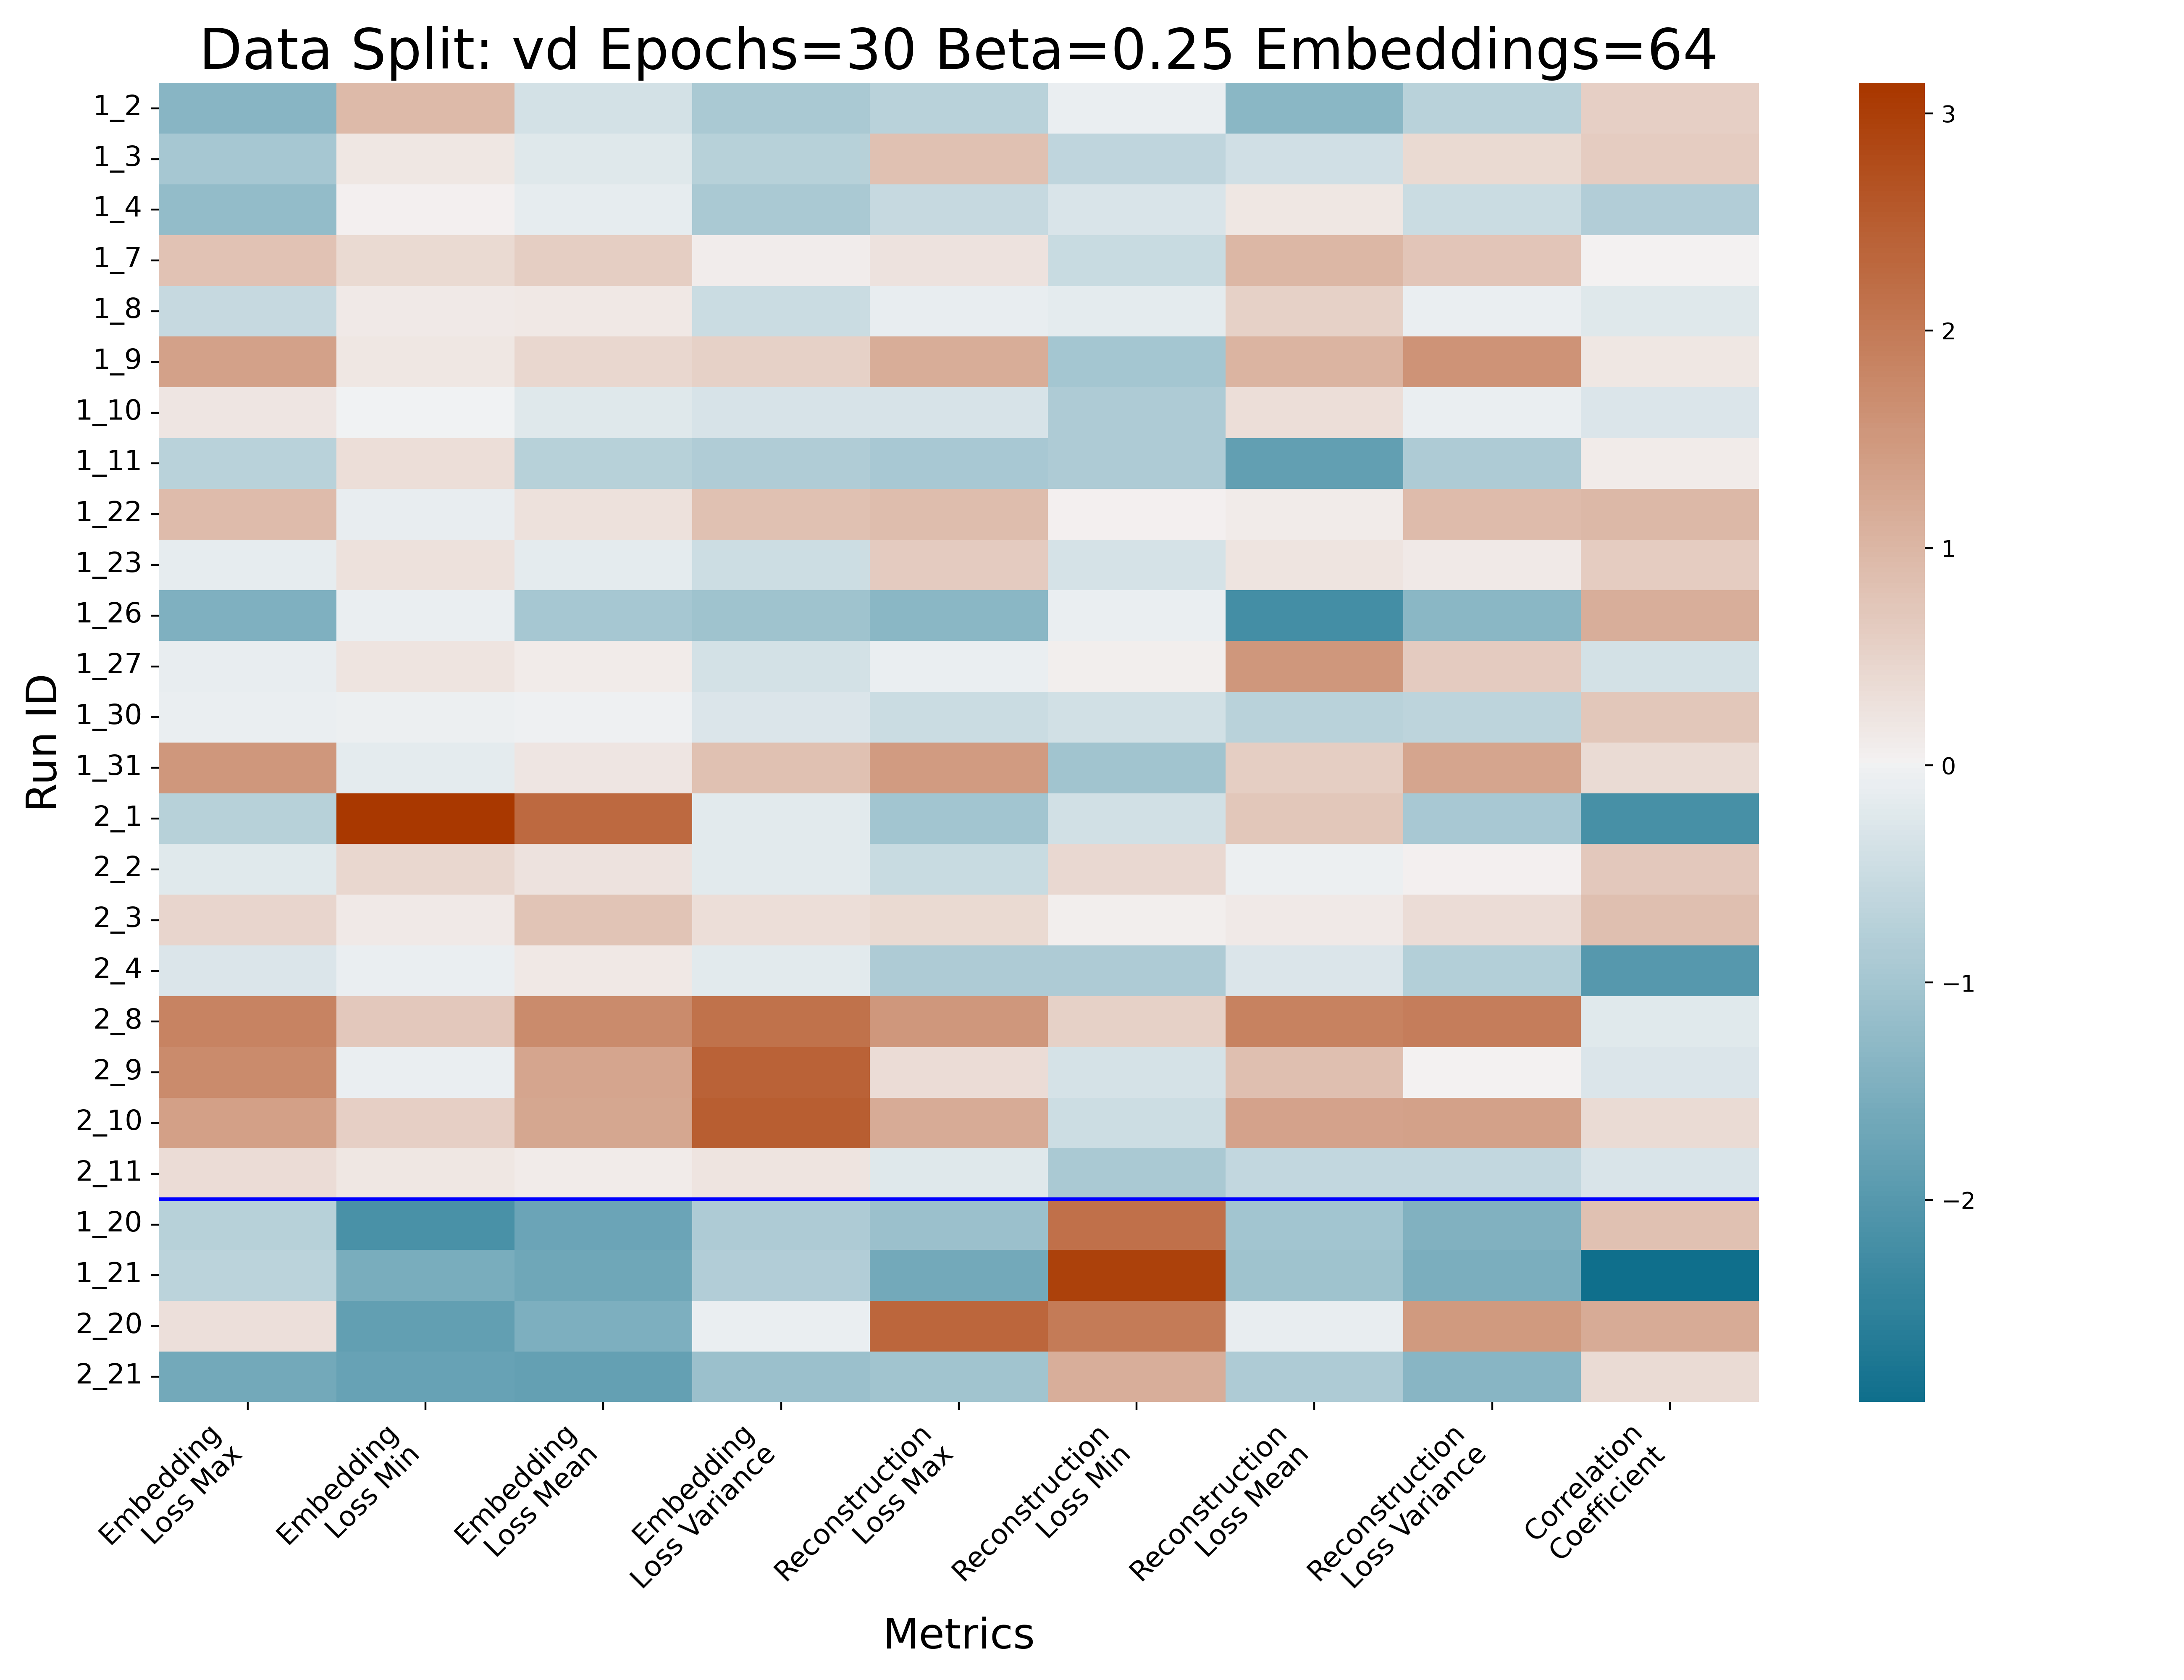 Data Split: vd Epochs=30 Beta=0.25 Embeddings=64
Run ID
1_2
1_3
1_4
1_7
1_8
1_9
1_10
1_11
1_22
1_23
1_26
1_27
1_30
1_31
2_1
2_2
2_3
2_4
2_8
2_9
2_10
2_11
1_20
1_21
2_20
2_21
Embedding
Loss Max
Embedding
Loss Min
Embedding
Loss Mean
Embedding
Loss Variance
Reconstruction
Loss Max
Reconstruction
Loss Min
Reconstruction
Loss Mean
Reconstruction
Loss Variance
Correlation
Coefficient
Metrics
3
2
1
0
−1
−2